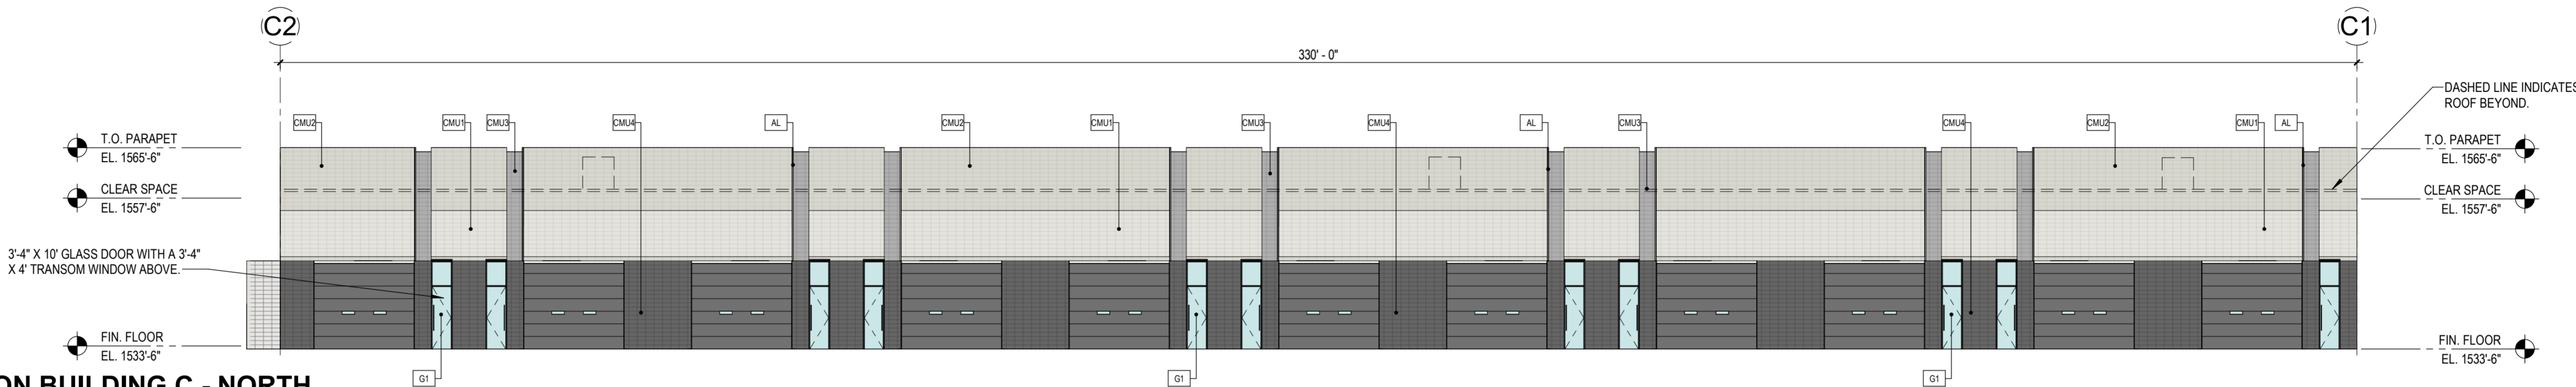 C2
C1
330' - 0"
DASHED LINE INDICATES
ROOF BEYOND.
CMU2
CMU1
CMU3
CMU4
AL
CMU2
CMU1
CMU3
CMU4
AL
CMU3
CMU4
CMU2
CMU1
AL
T.O. PARAPET
EL. 1565'-6"
CLEAR SPACE
EL. 1557'-6"
3'-4" X 10' GLASS DOOR WITH A 3'-4"
X 4' TRANSOM WINDOW ABOVE.
FIN. FLOOR
EL. 1533'-6"
T.O. PARAPET
EL. 1565'-6"
CLEAR SPACE
EL. 1557'-6"
FIN. FLOOR
EL. 1533'-6"
G1
G1
G1
ON BUILDING C - NORTH